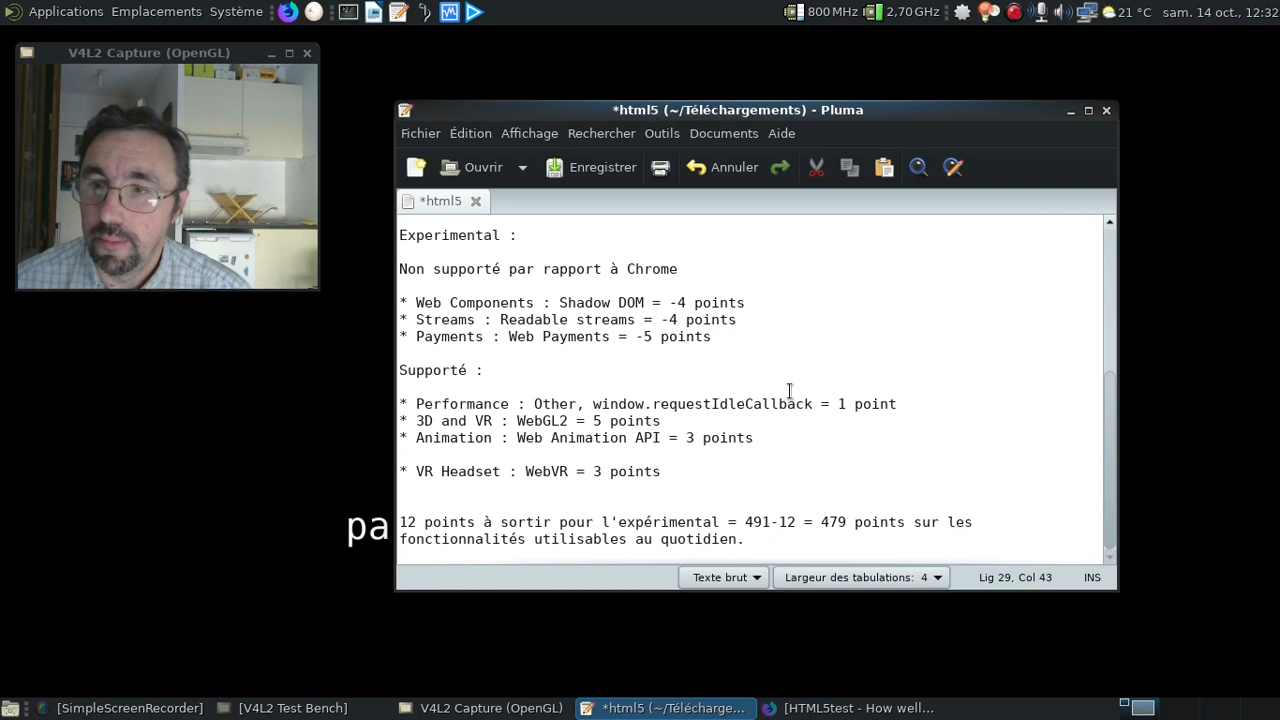 Applications Emplacements Système 800 MHz 2,70 GHz 21 °C sam. 14 oct., 12:32
V4L2 Capture (OpenGL)
*html5 (~/Téléchargements) - Pluma
Fichier Édition Affichage Rechercher Outils Documents Aide
Ouvrir Enregistrer Annuler
*html5
Experimental :
Non supporté par rapport à Chrome
* Web Components : Shadow DOM = -4 points
* Streams : Readable streams = -4 points
* Payments : Web Payments = -5 points
Supporté :
* Performance : Other, window.requestIdleCallback = 1 point
* 3D and VR : WebGL2 = 5 points
* Animation : Web Animation API = 3 points
* VR Headset : WebVR = 3 points
12 points à sortir pour l'expérimental = 491-12 = 479 points sur les
fonctionnalités utilisables au quotidien.
pa
Texte brut Largeur des tabulations: 4 Lig 29, Col 43 INS
[SimpleScreenRecorder] [V4L2 Test Bench] V4L2 Capture (OpenGL) *html5 (~/Télécharge... [HTML5test - How well...